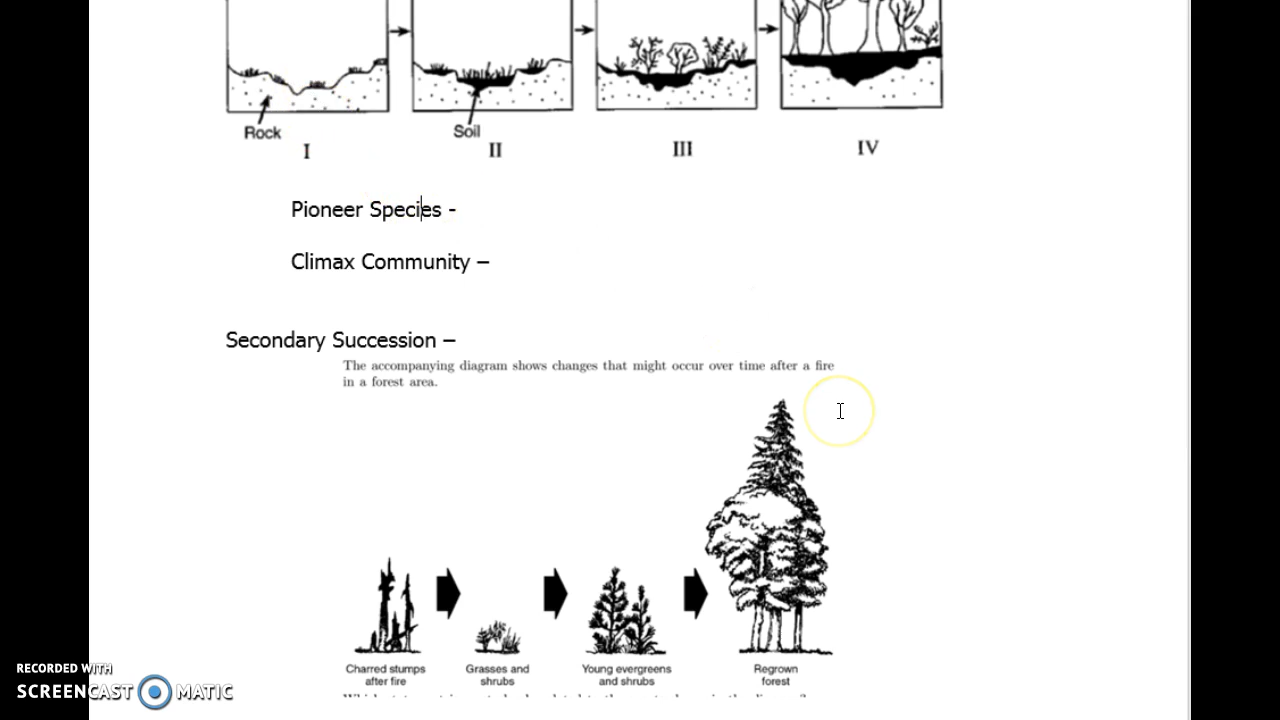 Rock
Soil
I
II
III
IV
Pioneer Species -
Climax Community –
Secondary Succession –
The accompanying diagram shows changes that might occur over time after a fire
in a forest area.
Charred stumps
after fire
Grasses and
shrubs
Young evergreens
and shrubs
Regrown
forest
RECORDED WITH
SCREENCAST MATIC